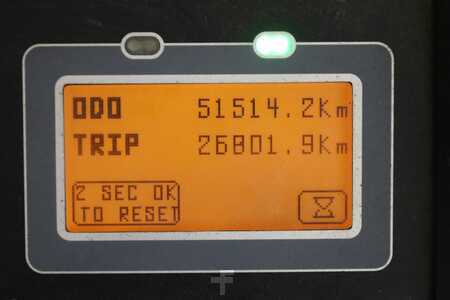 ODO 51514.2Km
TRIP 26801.9Km
2 SEC OK
TO RESET